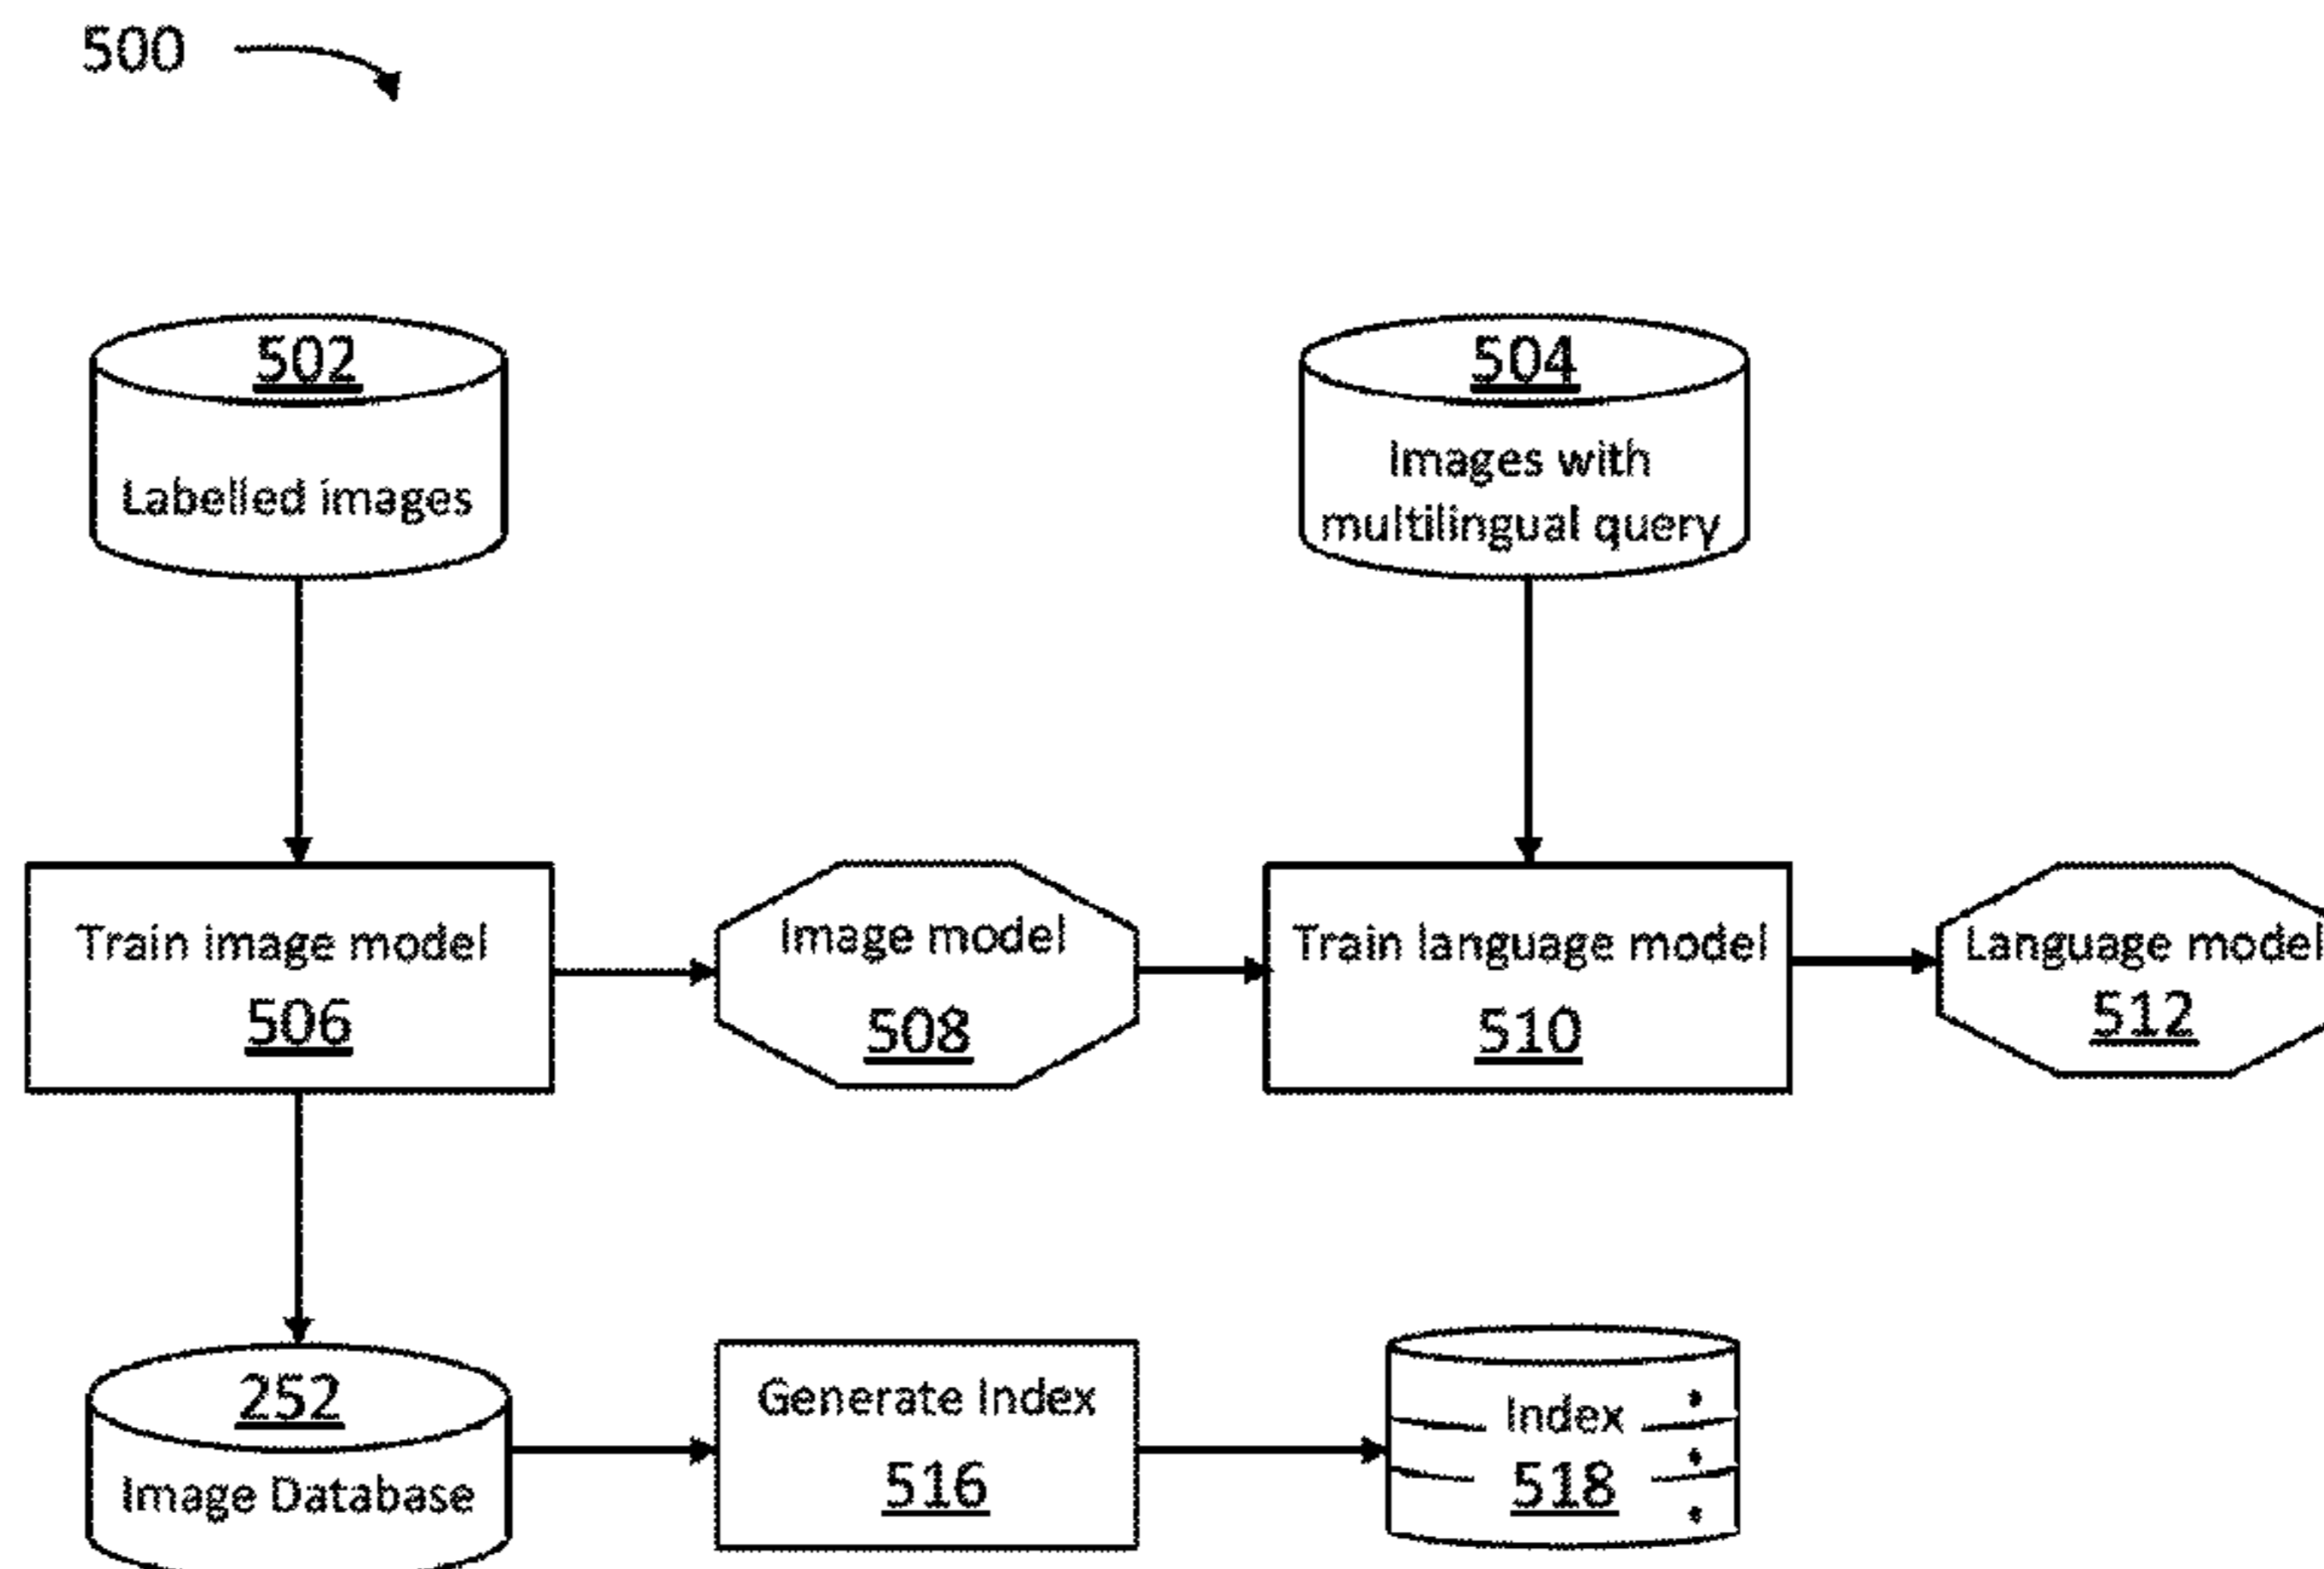 500
502
Labelled images
504
Images with
multilingual query
Train image model
506
Image model
508
Train language model
510
Language model
512
252
Image Database
Generate Index
516
Index
518